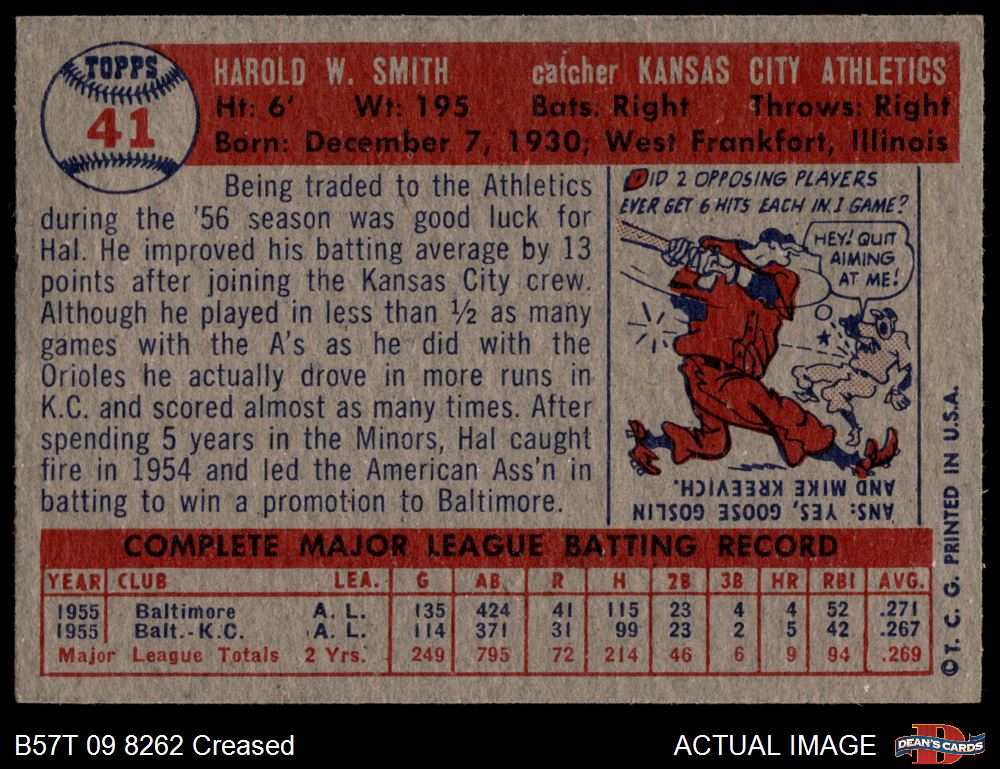 TOPPS
41
HAROLD W. SMITH catcher KANSAS CITY ATHLETICS
Ht: 6' Wt: 195 Bats: Right Throws: Right
Born: December 7, 1930; West Frankfort, Illinois
Being traded to the Athletics
during the '56 season was good luck for
Hal. He improved his batting average by 13
points after joining the Kansas City crew.
Although he played in less than ½ as many
games with the A's as he did with the
Orioles he actually drove in more runs in
K.C. and scored almost as many times. After
spending 5 years in the Minors, Hal caught
fire in 1954 and led the American Ass'n in
batting to win a promotion to Baltimore.
DID 2 OPPOSING PLAYERS
EVER GET 6 HITS EACH IN 1 GAME?
HEY! QUIT
AIMING
AT ME!
ANS: YES, GOOSE GOSLIN
AND MIKE KREEVICH.
© T. C. G. PRINTED IN U.S.A.
COMPLETE MAJOR LEAGUE BATTING RECORD
YEAR CLUB LEA. G AB R H 2B 3B HR RBI AVG.
1955 Baltimore A. L. 135 424 41 115 23 4 4 52 .271
1955 Balt.-K.C. A. L. 114 371 31 99 23 2 5 42 .267
Major League Totals 2 Yrs. 249 795 72 214 46 6 9 94 .269
B57T 09 8262 Creased
ACTUAL IMAGE
D
DEAN'S CARDS